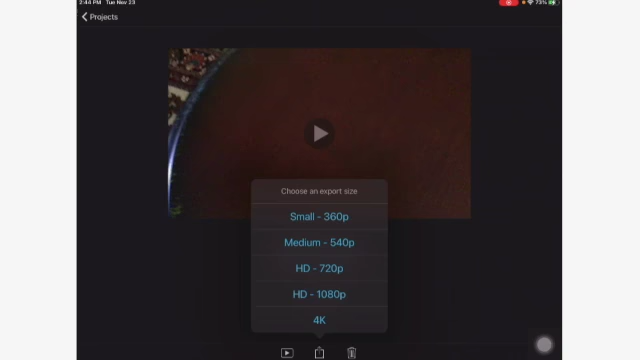 2:44 PM Tue Nov 23
73%
Projects
Choose an export size
Small - 360p
Medium - 540p
HD - 720p
HD - 1080p
4K